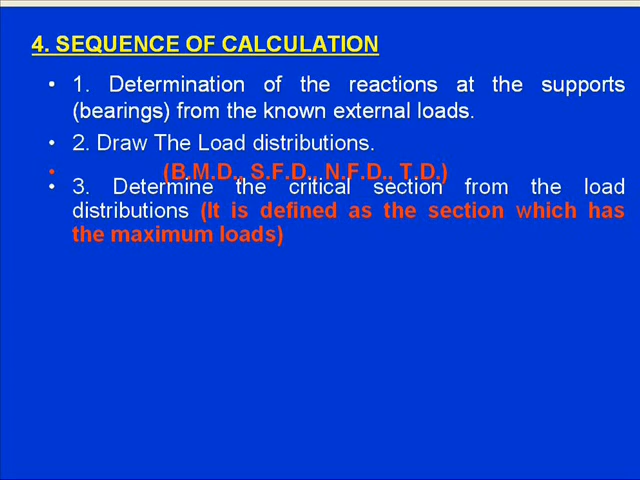 4. SEQUENCE OF CALCULATION
• 1. Determination of the reactions at the supports
(bearings) from the known external loads.
• 2. Draw The Load distributions.
• (B.M.D., S.F.D., N.F.D., T.D.)
• 3. Determine the critical section from the load
distributions (It is defined as the section which has
the maximum loads)